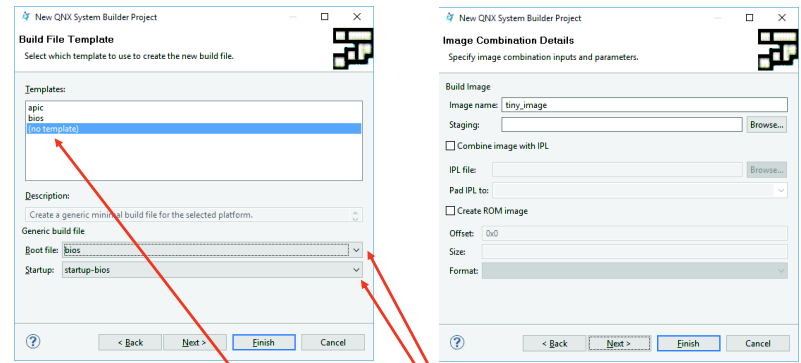 New QNX System Builder Project
Build File Template
Select which template to use to create the new build file.
Templates:
apic
bios
(no template)
Description:
Create a generic minimal build file for the selected platform.
Generic build file
Boot file: bios
Startup: startup-bios
? < Back Next > Finish Cancel
New QNX System Builder Project
Image Combination Details
Specify image combination inputs and parameters.
Build Image
Image name: tiny_image
Staging: Browse...
Combine image with IPL
IPL file: Browse...
Pad IPL to:
Create ROM image
Offset: 0x0
Size:
Format:
? < Back Next > Finish Cancel